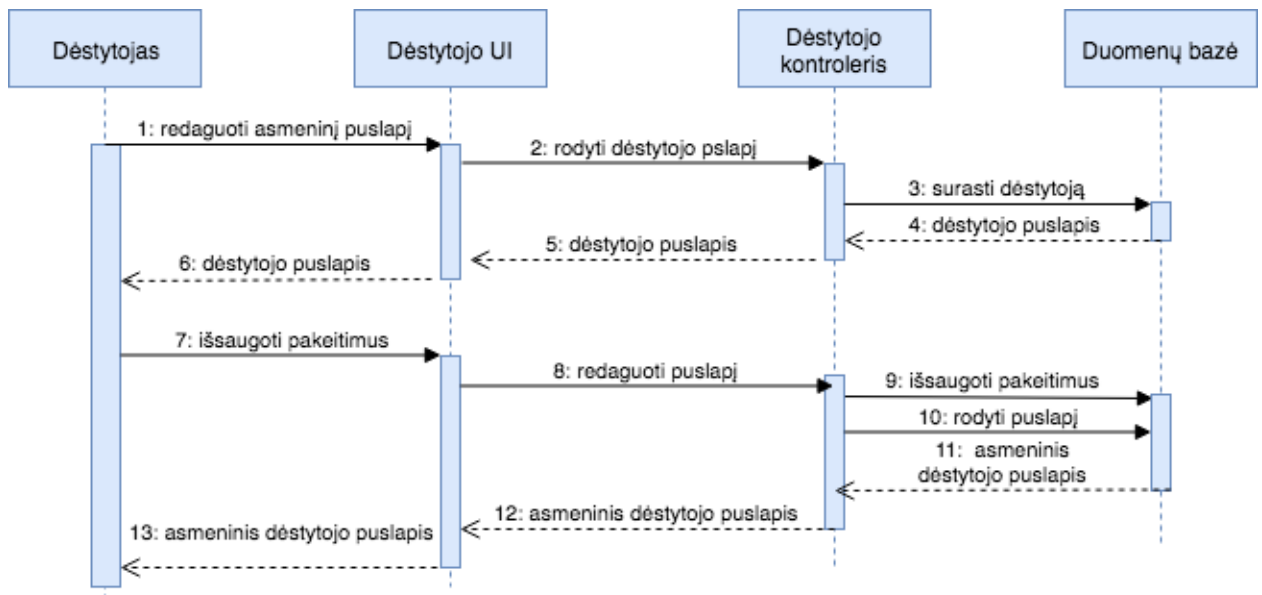 Dėstytojas
Dėstytojo UI
Dėstytojo
kontroleris
Duomenų bazė
1: redaguoti asmeninį puslapį
2: rodyti dėstytojo pslapį
3: surasti dėstytoją
4: dėstytojo puslapis
5: dėstytojo puslapis
6: dėstytojo puslapis
7: išsaugoti pakeitimus
8: redaguoti puslapį
9: išsaugoti pakeitimus
10: rodyti puslapį
11: asmeninis
dėstytojo puslapis
12: asmeninis dėstytojo puslapis
13: asmeninis dėstytojo puslapis